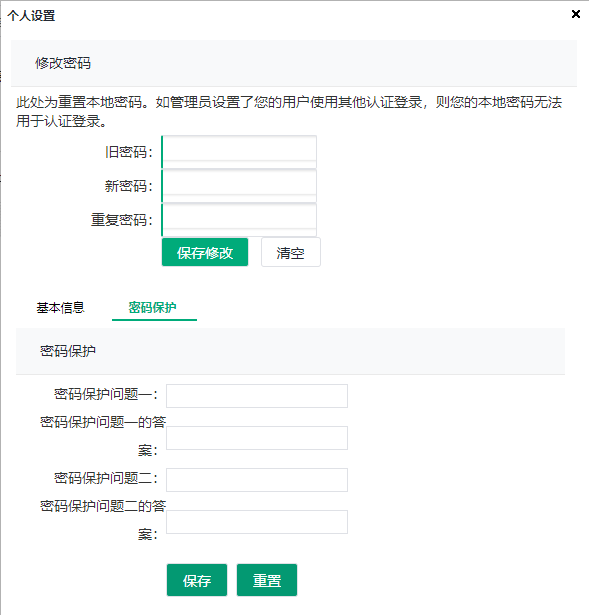 个人设置
修改密码
此处为重置本地密码。如管理员设置了您的用户使用其他认证登录，则您的本地密码无法
用于认证登录。
旧密码：
新密码：
重复密码：
保存修改 清空
基本信息 密码保护
密码保护
密码保护问题一：
密码保护问题一的答
案：
密码保护问题二：
密码保护问题二的答
案：
保存 重置